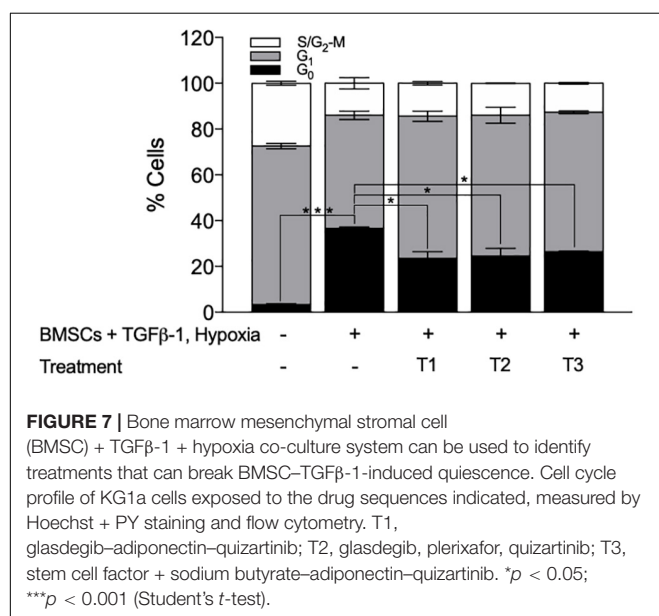 120
100
80
60
40
20
0
% Cells
S/G2-M
G1
G0
***
*
*
*
BMSCs + TGFβ-1, Hypoxia - + + + +
Treatment - - T1 T2 T3
FIGURE 7 | Bone marrow mesenchymal stromal cell
(BMSC) + TGFβ-1 + hypoxia co-culture system can be used to identify
treatments that can break BMSC–TGFβ-1-induced quiescence. Cell cycle
profile of KG1a cells exposed to the drug sequences indicated, measured by
Hoechst + PY staining and flow cytometry. T1,
glasdegib–adiponectin–quizartinib; T2, glasdegib, plerixafor, quizartinib; T3,
stem cell factor + sodium butyrate–adiponectin–quizartinib. *p < 0.05;
***p < 0.001 (Student's t-test).